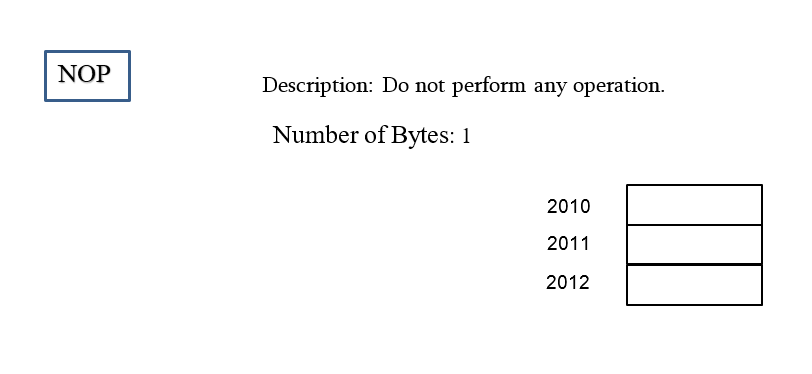 NOP
Description: Do not perform any operation.
Number of Bytes: 1
2010
2011
2012